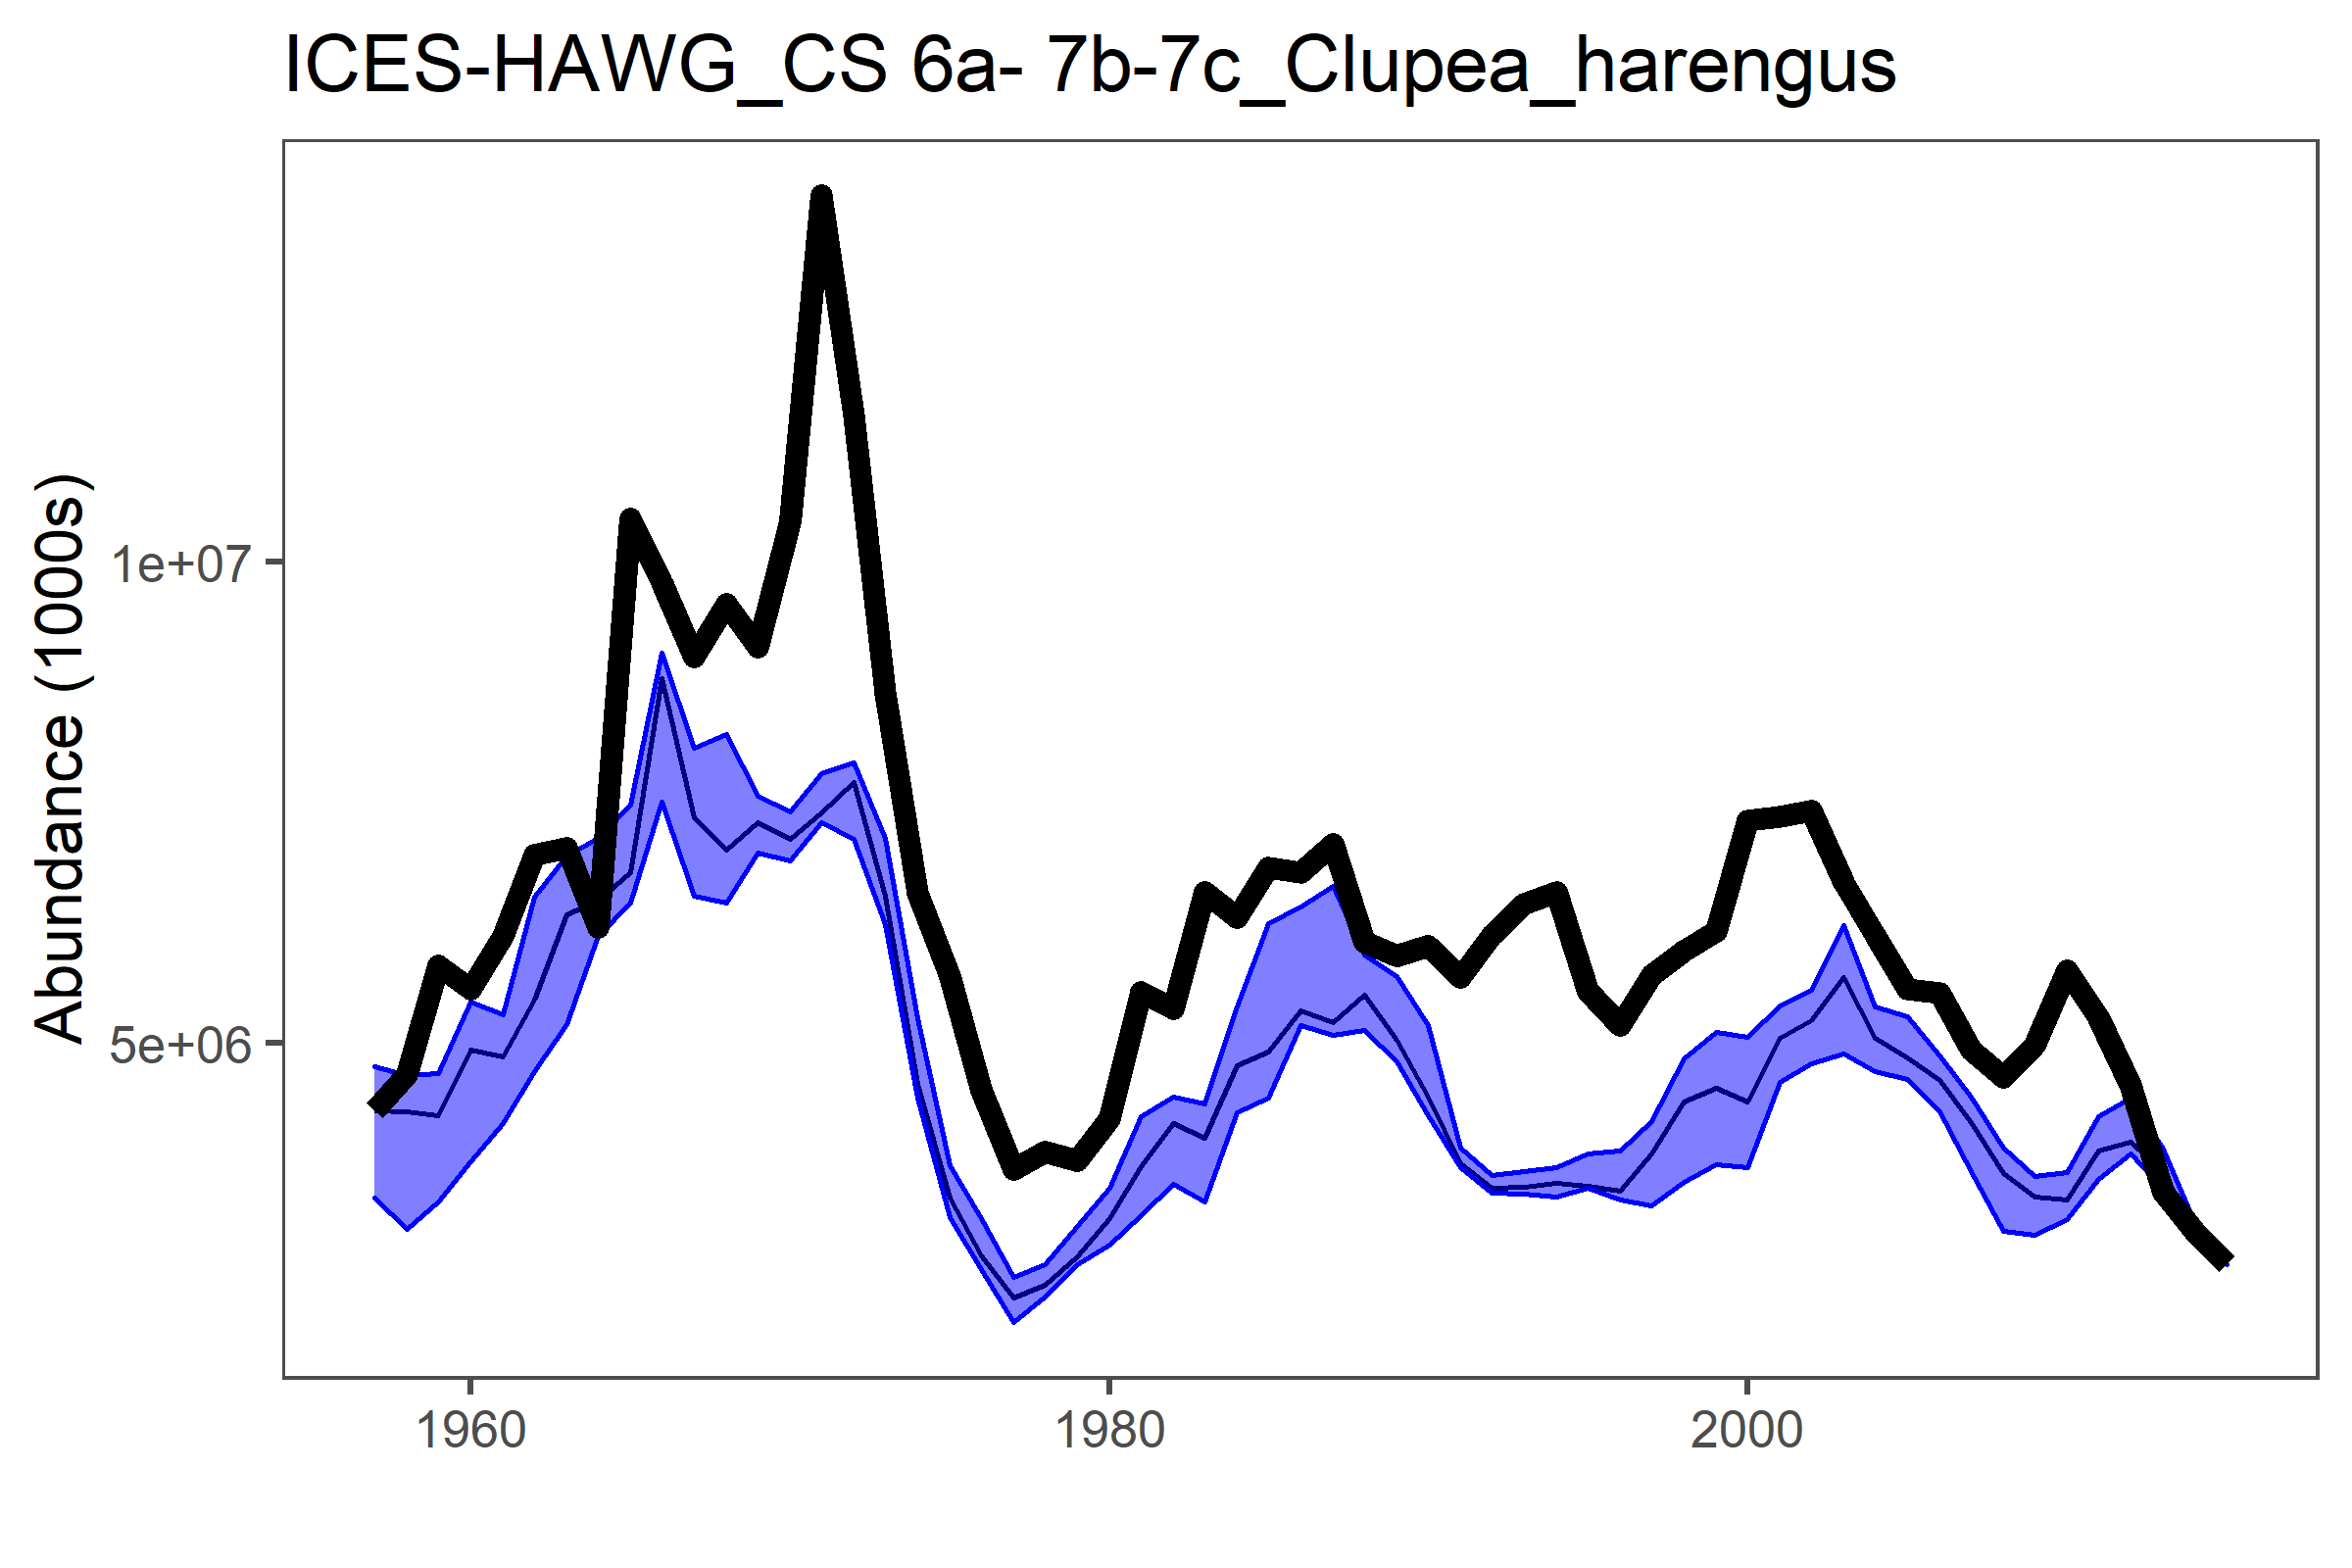 ICES-HAWG_CS 6a- 7b-7c_Clupea_harengus
Abundance (1000s)
1e+07
5e+06
1960
1980
2000